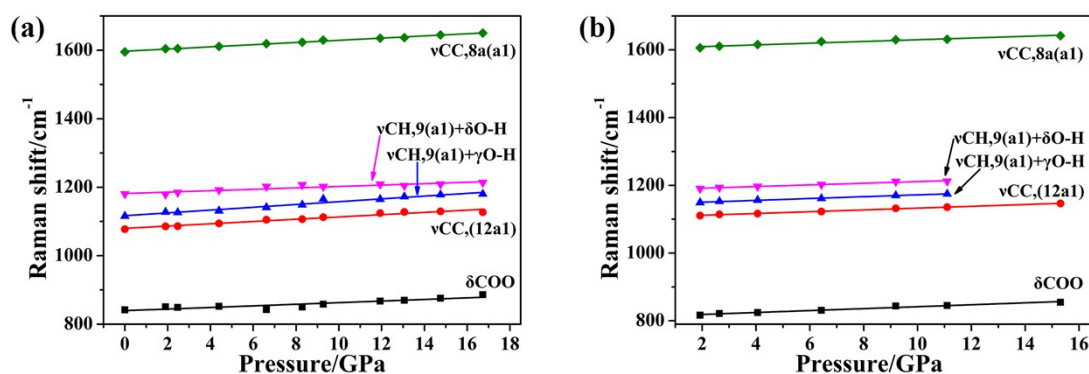 (a)
Raman shift/cm⁻¹
1600
1400
1200
1000
800
νCC,8a(a1)
νCH,9(a1)+δO-H
νCH,9(a1)+γO-H
νCC,(12a1)
δCOO
0 2 4 6 8 10 12 14 16 18
Pressure/GPa
(b)
Raman shift/cm⁻¹
1600
1400
1200
1000
800
νCC,8a(a1)
νCH,9(a1)+δO-H
νCH,9(a1)+γO-H
νCC,(12a1)
δCOO
2 4 6 8 10 12 14 16
Pressure/GPa